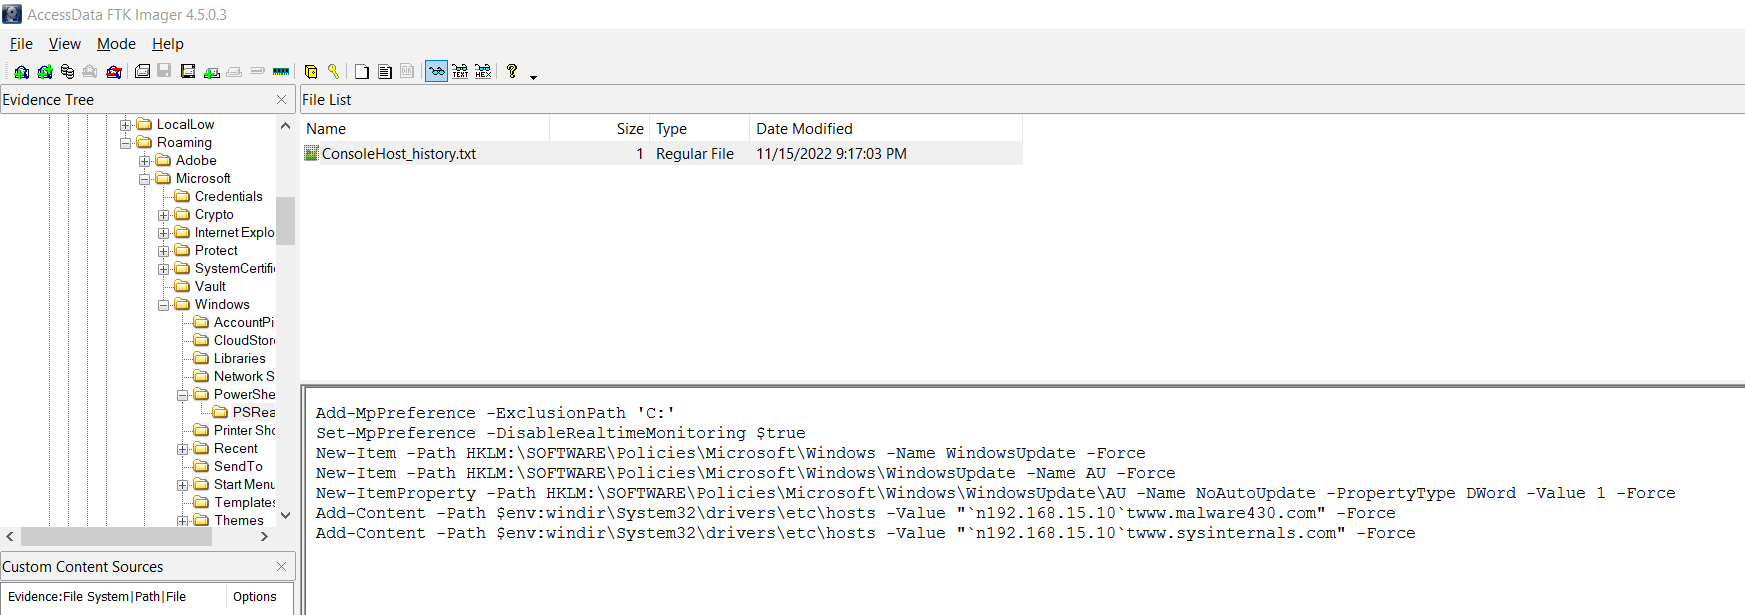 AccessData FTK Imager 4.5.0.3
File View Mode Help
Evidence Tree
LocalLow
Roaming
Adobe
Microsoft
Credentials
Crypto
Internet Explo
Protect
SystemCertifi
Vault
Windows
AccountPi
CloudStor
Libraries
Network S
PowerShe
PSRea
Printer Sho
Recent
SendTo
Start Menu
Templates
Themes
Custom Content Sources
Evidence:File System|Path|File Options
File List
Name Size Type Date Modified
ConsoleHost_history.txt 1 Regular File 11/15/2022 9:17:03 PM
Add-MpPreference -ExclusionPath 'C:'
Set-MpPreference -DisableRealtimeMonitoring $true
New-Item -Path HKLM:\SOFTWARE\Policies\Microsoft\Windows -Name WindowsUpdate -Force
New-Item -Path HKLM:\SOFTWARE\Policies\Microsoft\Windows\WindowsUpdate -Name AU -Force
New-ItemProperty -Path HKLM:\SOFTWARE\Policies\Microsoft\Windows\WindowsUpdate\AU -Name NoAutoUpdate -PropertyType DWord -Value 1 -Force
Add-Content -Path $env:windir\System32\drivers\etc\hosts -Value "`n192.168.15.10`twww.malware430.com" -Force
Add-Content -Path $env:windir\System32\drivers\etc\hosts -Value "`n192.168.15.10`twww.sysinternals.com" -Force